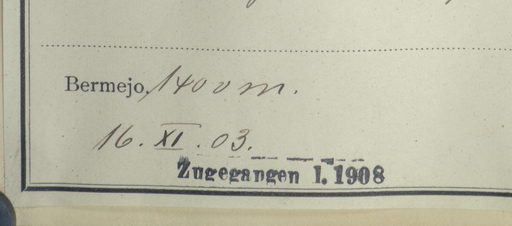 Bermejo, 1400 m.
16. XI. 03.
Zugegangen I. 1908